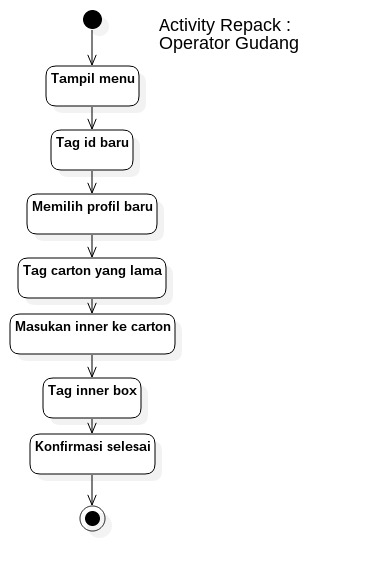 Activity Repack :
Operator Gudang
Tampil menu
Tag id baru
Memilih profil baru
Tag carton yang lama
Masukan inner ke carton
Tag inner box
Konfirmasi selesai